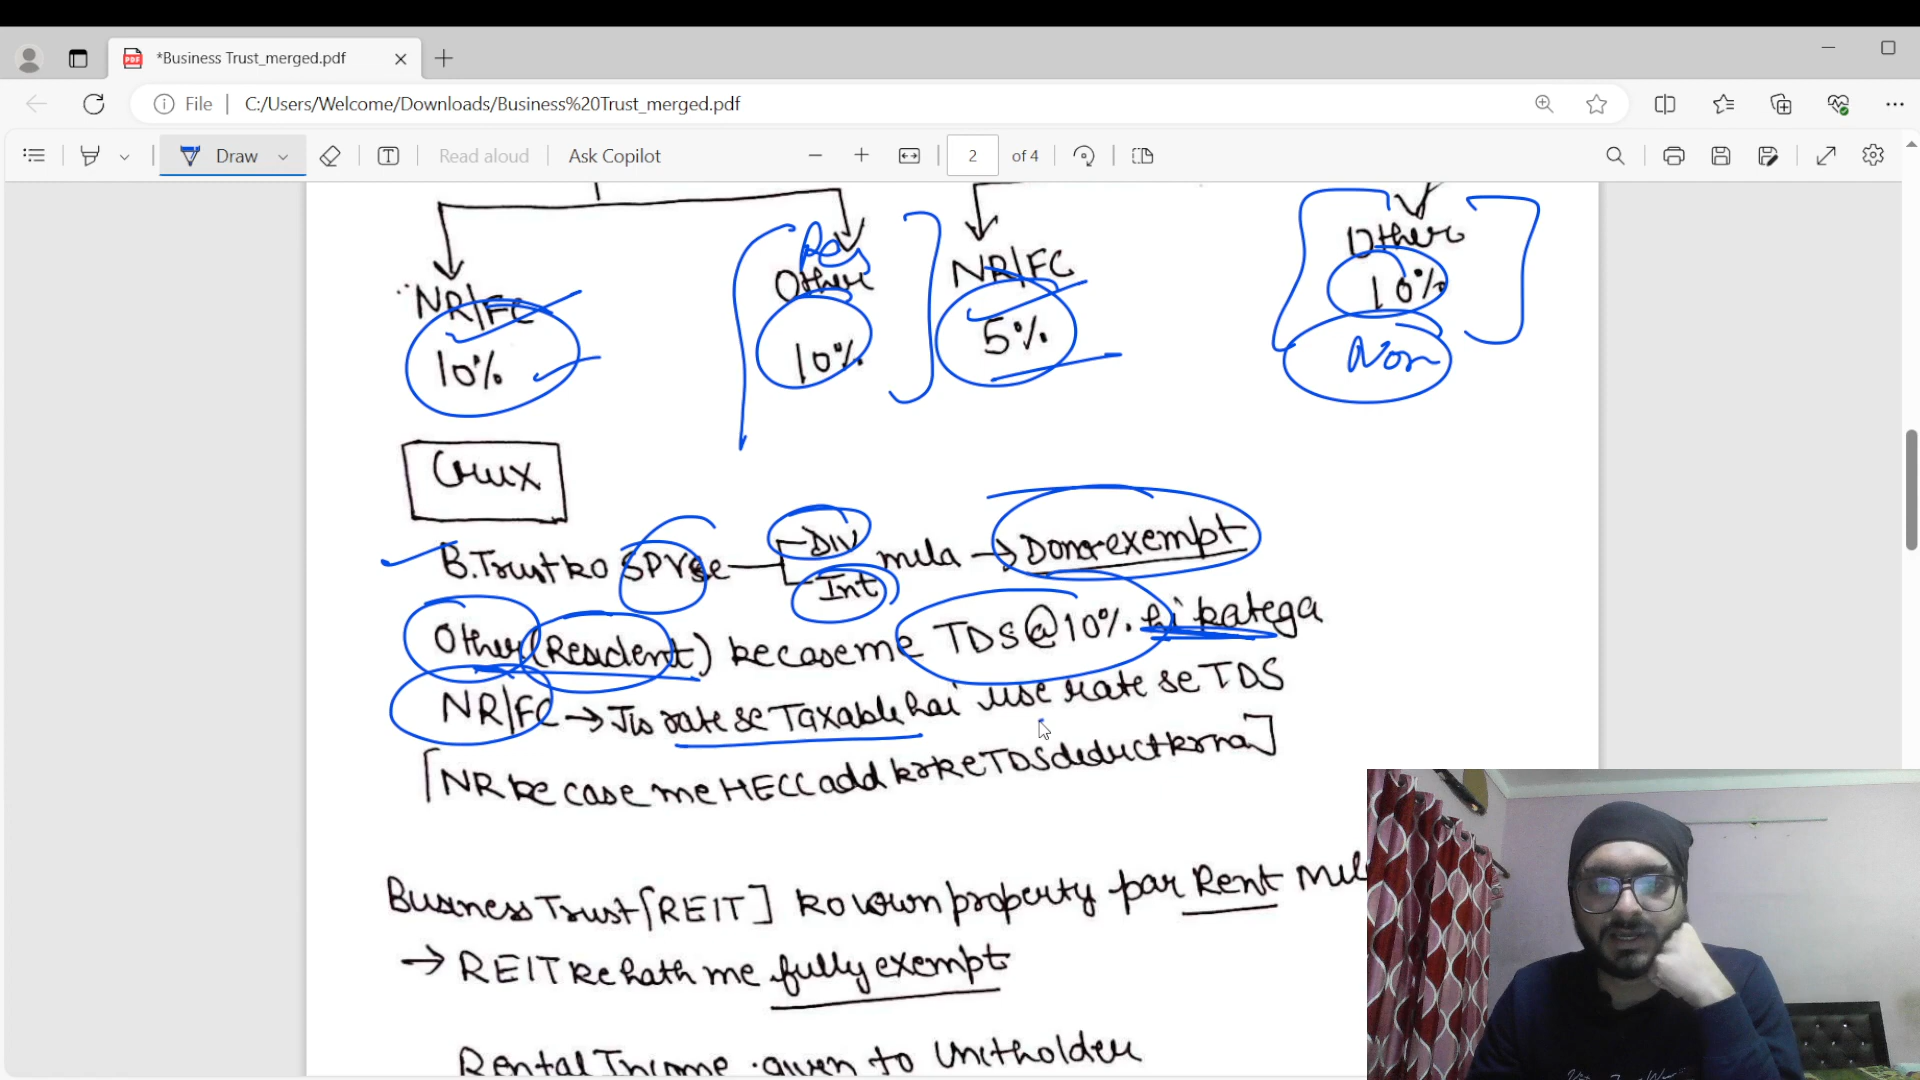 *Business Trust_merged.pdf
File
C:/Users/Welcome/Downloads/Business%20Trust_merged.pdf
Draw
Read aloud
Ask Copilot
2 of 4
NR/FC
10%
Res
Other
10%
NR/FC
5%
Other
10%
Non
Crux
B.Trust ko SPV se
Div
Int
mila → Dono exempt
Other (Resident) ke case me TDS@10% hi katega
NR/FC → Jis rate se Taxable hai usi rate se TDS
[NR ke case me HECC add krke TDS deduct krna]
Business Trust [REIT] ko own property par Rent
→ REIT ke hath me fully exempt
Rental Income given to Unitholder